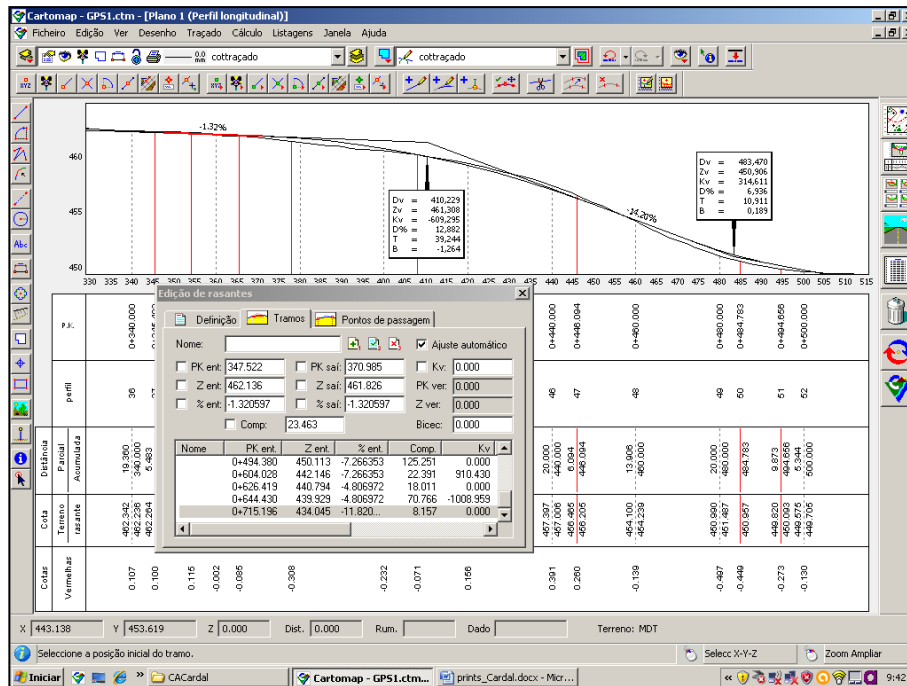 Cartomap - GPS1.ctm - [Plano 1 (Perfil longitudinal)]
Ficheiro Edição Ver Desenho Traçado Cálculo Listagens Janela Ajuda
0.0 mm cottraçado cottraçado
XYZ
Abc
460
455
450
-1.32%
-14.20%
Dv = 410,229
Zv = 461,308
Kv = -609,295
D% = 12,882
T = 39,244
B = -1,264
Dv = 483,470
Zv = 450,906
Kv = 314,611
D% = 6,936
T = 10,911
B = 0,189
330 335 340 345 350 355 360 365 370 375 380 385 390 395 400 405 410 415 420 425 430 435 440 445 450 455 460 465 470 475 480 485 490 495 500 505 510 515
P.K.
0+340.000 0+440.000 0+446.094 0+460.000 0+480.000 0+484.783 0+494.656 0+500.000
perfil
36 46 47 48 49 50 51 52
Distância
Parcial
19.360 5.483 20.000 6.094 13.906 20.000 9.873 5.344
Acumulada
340.000 440.000 446.094 460.000 480.000 484.783 494.656 500.000
Cota
Terreno
462.342 457.397 456.465 454.100 450.990 449.820 449.575
rasante
462.236 462.264 457.006 456.205 454.239 451.487 450.957 450.093 449.705
Cotas
Vermelhas
0.107 0.100 0.115 -0.002 -0.085 -0.308 -0.232 -0.071 0.156 0.391 0.260 -0.139 -0.497 -0.449 -0.273 -0.130
Edição de rasantes
Definição Tramos Pontos de passagem
Nome: Ajuste automático
PK ent: 347.522 PK saí: 370.985 Kv: 0.000
Z ent: 462.136 Z saí: 461.826 PK ver: 0.000
% ent: -1.320597 % saí: -1.320597 Z ver: 0.000
Comp: 23.463 Bicec: 0.000
Nome PK ent. Z ent. % ent. Comp. Kv
0+494.380 450.113 -7.266353 125.251 0.000
0+604.028 442.146 -7.266353 22.391 910.430
0+626.419 440.794 -4.806972 18.011 0.000
0+644.430 439.929 -4.806972 70.766 -1008.959
0+715.196 434.045 -11.820... 8.157 0.000
X 443.138 Y 453.619 Z 0.000 Dist. 0.000 Rum. Dado Terreno: MDT
Seleccione a posição inicial do tramo. Selecc X-Y-Z Zoom Ampliar
Iniciar » CACardal Cartomap - GPS1.ctm... prints_Cardal.docx - Micr... « 9:42